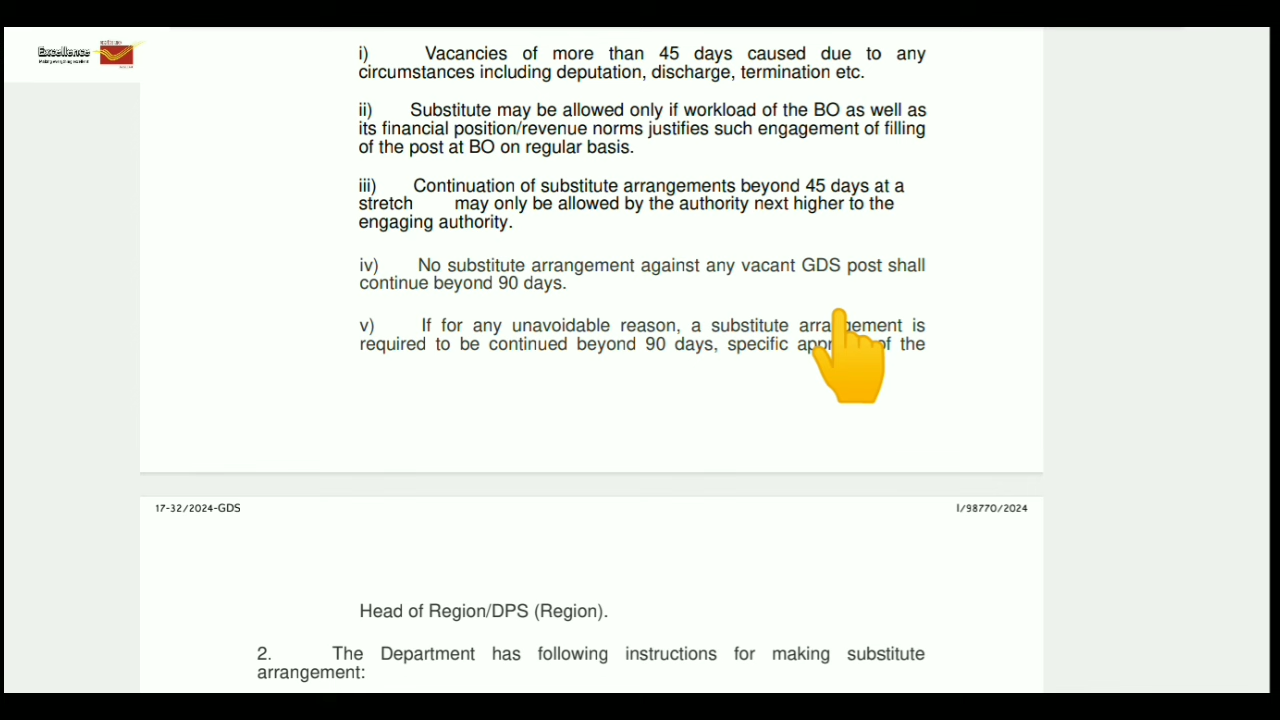 Excellence
i) Vacancies of more than 45 days caused due to any
circumstances including deputation, discharge, termination etc.
ii) Substitute may be allowed only if workload of the BO as well as
its financial position/revenue norms justifies such engagement of filling
of the post at BO on regular basis.
iii) Continuation of substitute arrangements beyond 45 days at a
stretch may only be allowed by the authority next higher to the
engaging authority.
iv) No substitute arrangement against any vacant GDS post shall
continue beyond 90 days.
v) If for any unavoidable reason, a substitute arrangement is
required to be continued beyond 90 days, specific of the
17-32/2024-GDS
I/98770/2024
Head of Region/DPS (Region).
2. The Department has following instructions for making substitute
arrangement: